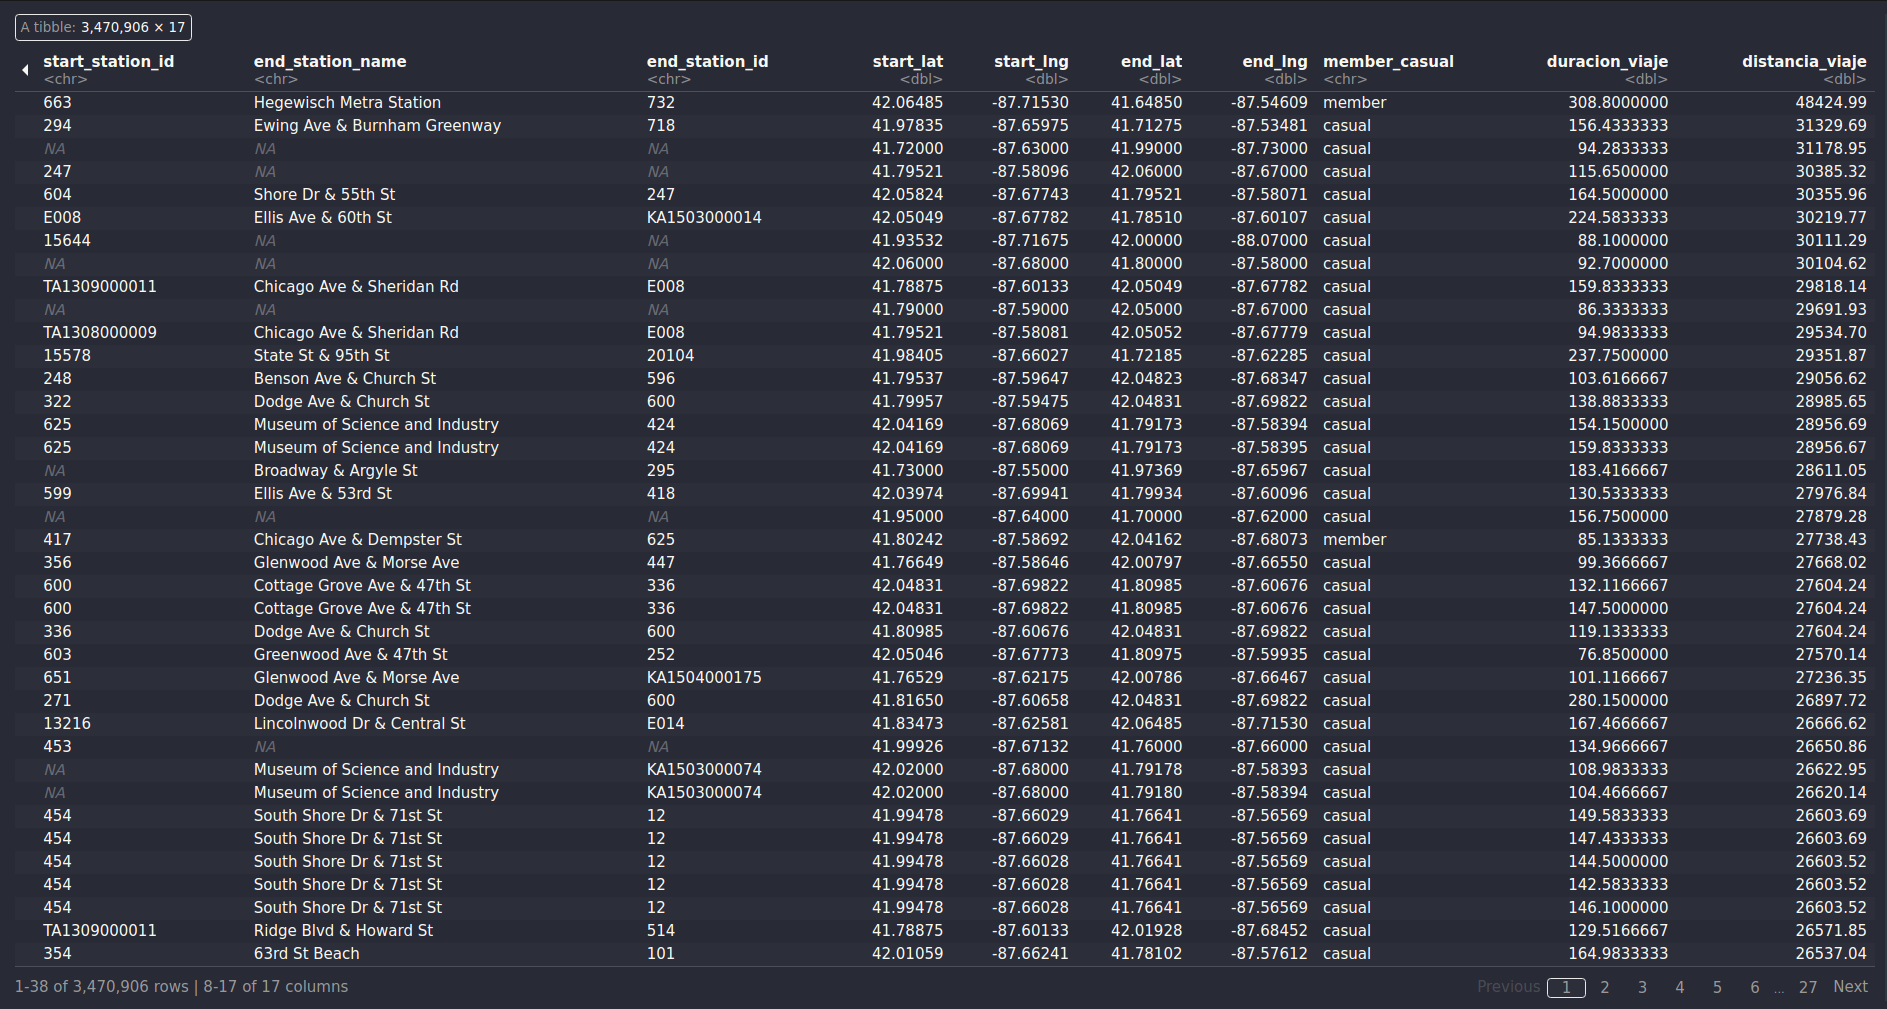 A tibble: 3,470,906 × 17
start_station_id end_station_name end_station_id start_lat start_lng end_lat end_lng member_casual duracion_viaje distancia_viaje
<chr> <chr> <chr> <dbl> <dbl> <dbl> <dbl> <chr> <dbl> <dbl>
663 Hegewisch Metra Station 732 42.06485 -87.71530 41.64850 -87.54609 member 308.8000000 48424.99
294 Ewing Ave & Burnham Greenway 718 41.97835 -87.65975 41.71275 -87.53481 casual 156.4333333 31329.69
NA NA NA 41.72000 -87.63000 41.99000 -87.73000 casual 94.2833333 31178.95
247 NA NA 41.79521 -87.58096 42.06000 -87.67000 casual 115.6500000 30385.32
604 Shore Dr & 55th St 247 42.05824 -87.67743 41.79521 -87.58071 casual 164.5000000 30355.96
E008 Ellis Ave & 60th St KA1503000014 42.05049 -87.67782 41.78510 -87.60107 casual 224.5833333 30219.77
15644 NA NA 41.93532 -87.71675 42.00000 -88.07000 casual 88.1000000 30111.29
NA NA NA 42.06000 -87.68000 41.80000 -87.58000 casual 92.7000000 30104.62
TA1309000011 Chicago Ave & Sheridan Rd E008 41.78875 -87.60133 42.05049 -87.67782 casual 159.8333333 29818.14
NA NA NA 41.79000 -87.59000 42.05000 -87.67000 casual 86.3333333 29691.93
TA1308000009 Chicago Ave & Sheridan Rd E008 41.79521 -87.58081 42.05052 -87.67779 casual 94.9833333 29534.70
15578 State St & 95th St 20104 41.98405 -87.66027 41.72185 -87.62285 casual 237.7500000 29351.87
248 Benson Ave & Church St 596 41.79537 -87.59647 42.04823 -87.68347 casual 103.6166667 29056.62
322 Dodge Ave & Church St 600 41.79957 -87.59475 42.04831 -87.69822 casual 138.8833333 28985.65
625 Museum of Science and Industry 424 42.04169 -87.68069 41.79173 -87.58394 casual 154.1500000 28956.69
625 Museum of Science and Industry 424 42.04169 -87.68069 41.79173 -87.58395 casual 159.8333333 28956.67
NA Broadway & Argyle St 295 41.73000 -87.55000 41.97369 -87.65967 casual 183.4166667 28611.05
599 Ellis Ave & 53rd St 418 42.03974 -87.69941 41.79934 -87.60096 casual 130.5333333 27976.84
NA NA NA 41.95000 -87.64000 41.70000 -87.62000 casual 156.7500000 27879.28
417 Chicago Ave & Dempster St 625 41.80242 -87.58692 42.04162 -87.68073 member 85.1333333 27738.43
356 Glenwood Ave & Morse Ave 447 41.76649 -87.58646 42.00797 -87.66550 casual 99.3666667 27668.02
600 Cottage Grove Ave & 47th St 336 42.04831 -87.69822 41.80985 -87.60676 casual 132.1166667 27604.24
600 Cottage Grove Ave & 47th St 336 42.04831 -87.69822 41.80985 -87.60676 casual 147.5000000 27604.24
336 Dodge Ave & Church St 600 41.80985 -87.60676 42.04831 -87.69822 casual 119.1333333 27604.24
603 Greenwood Ave & 47th St 252 42.05046 -87.67773 41.80975 -87.59935 casual 76.8500000 27570.14
651 Glenwood Ave & Morse Ave KA1504000175 41.76529 -87.62175 42.00786 -87.66467 casual 101.1166667 27236.35
271 Dodge Ave & Church St 600 41.81650 -87.60658 42.04831 -87.69822 casual 280.1500000 26897.72
13216 Lincolnwood Dr & Central St E014 41.83473 -87.62581 42.06485 -87.71530 casual 167.4666667 26666.62
453 NA NA 41.99926 -87.67132 41.76000 -87.66000 casual 134.9666667 26650.86
NA Museum of Science and Industry KA1503000074 42.02000 -87.68000 41.79178 -87.58393 casual 108.9833333 26622.95
NA Museum of Science and Industry KA1503000074 42.02000 -87.68000 41.79180 -87.58394 casual 104.4666667 26620.14
454 South Shore Dr & 71st St 12 41.99478 -87.66029 41.76641 -87.56569 casual 149.5833333 26603.69
454 South Shore Dr & 71st St 12 41.99478 -87.66029 41.76641 -87.56569 casual 147.4333333 26603.69
454 South Shore Dr & 71st St 12 41.99478 -87.66028 41.76641 -87.56569 casual 144.5000000 26603.52
454 South Shore Dr & 71st St 12 41.99478 -87.66028 41.76641 -87.56569 casual 142.5833333 26603.52
454 South Shore Dr & 71st St 12 41.99478 -87.66028 41.76641 -87.56569 casual 146.1000000 26603.52
TA1309000011 Ridge Blvd & Howard St 514 41.78875 -87.60133 42.01928 -87.68452 casual 129.5166667 26571.85
354 63rd St Beach 101 42.01059 -87.66241 41.78102 -87.57612 casual 164.9833333 26537.04
1-38 of 3,470,906 rows | 8-17 of 17 columns Previous 1 2 3 4 5 6 ... 27 Next